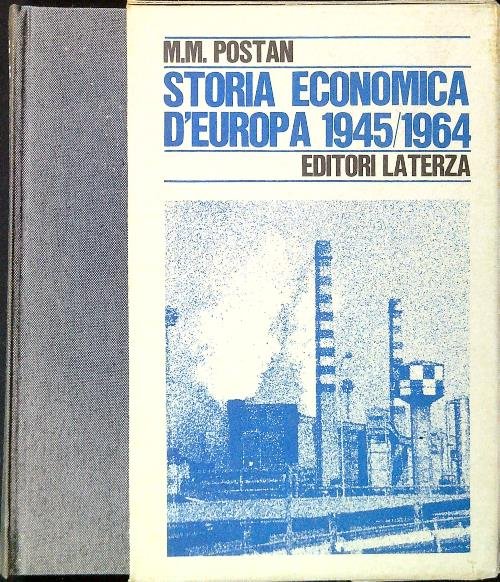 M.M. POSTAN
STORIA ECONOMICA
D'EUROPA 1945/1964
EDITORI LATERZA